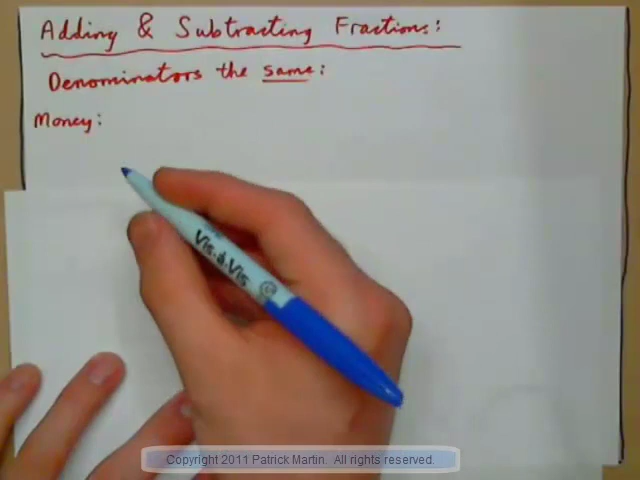 Adding & Subtracting Fractions:
Denominators the same:
Money:
Vis-à-Vis
Copyright 2011 Patrick Martin. All rights reserved.